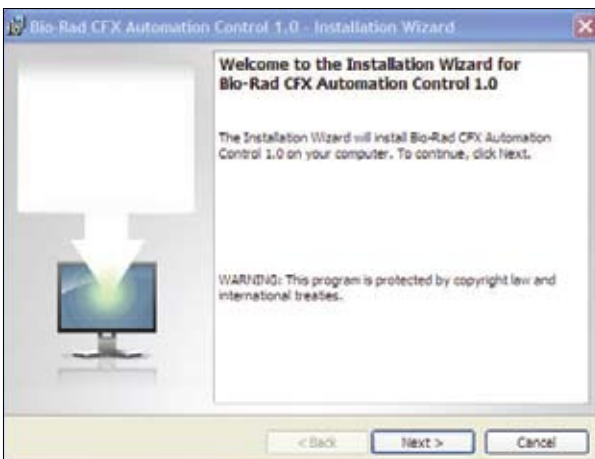 Bio-Rad CFX Automation Control 1.0 - Installation Wizard
Welcome to the Installation Wizard for
Bio-Rad CFX Automation Control 1.0
The Installation Wizard will install Bio-Rad CFX Automation
Control 1.0 on your computer. To continue, click Next.
WARNING: This program is protected by copyright law and
international treaties.
< Back
Next >
Cancel